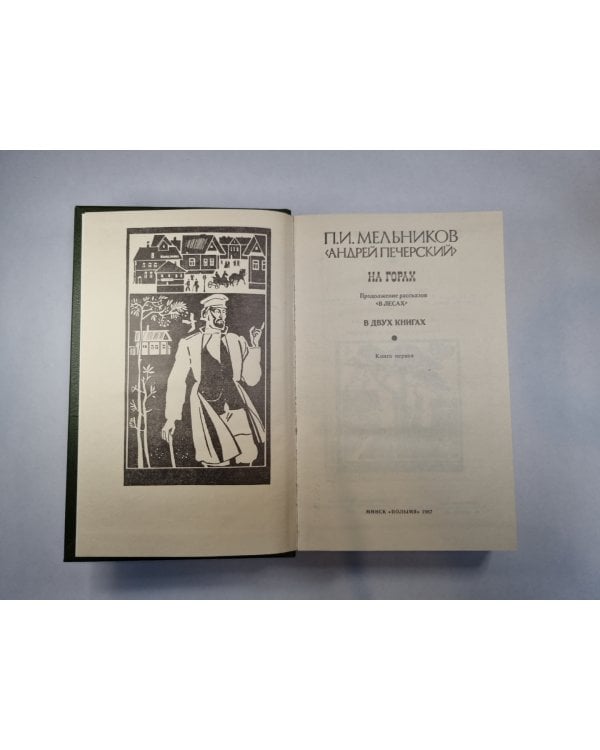 П.И. МЕЛЬНИКОВ
‹АНДРЕЙ ПЕЧЕРСКИЙ›
НА ГОРАХ
Продолжение рассказов
«В ЛЕСАХ»
В ДВУХ КНИГАХ
Книга первая
МИНСК «ПОЛЫМЯ» 1987